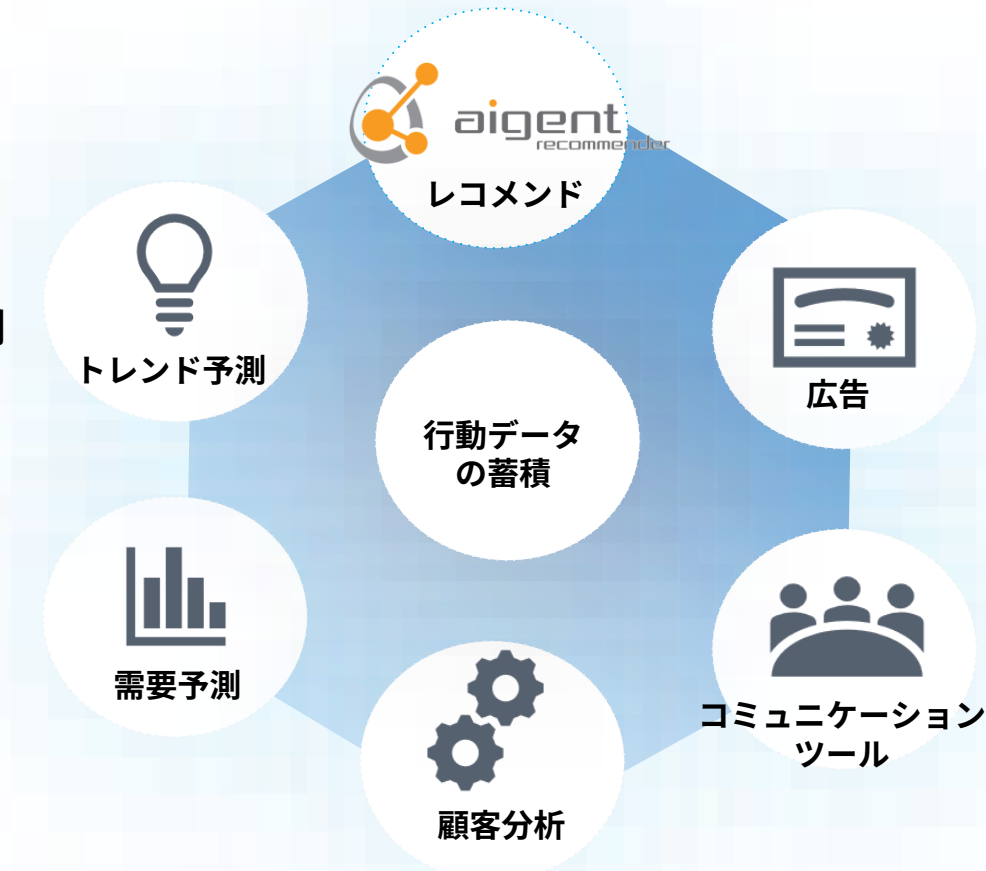 aigent
recommender
レコメンド
トレンド予測
広告
行動データ
の蓄積
需要予測
コミュニケーション
ツール
顧客分析